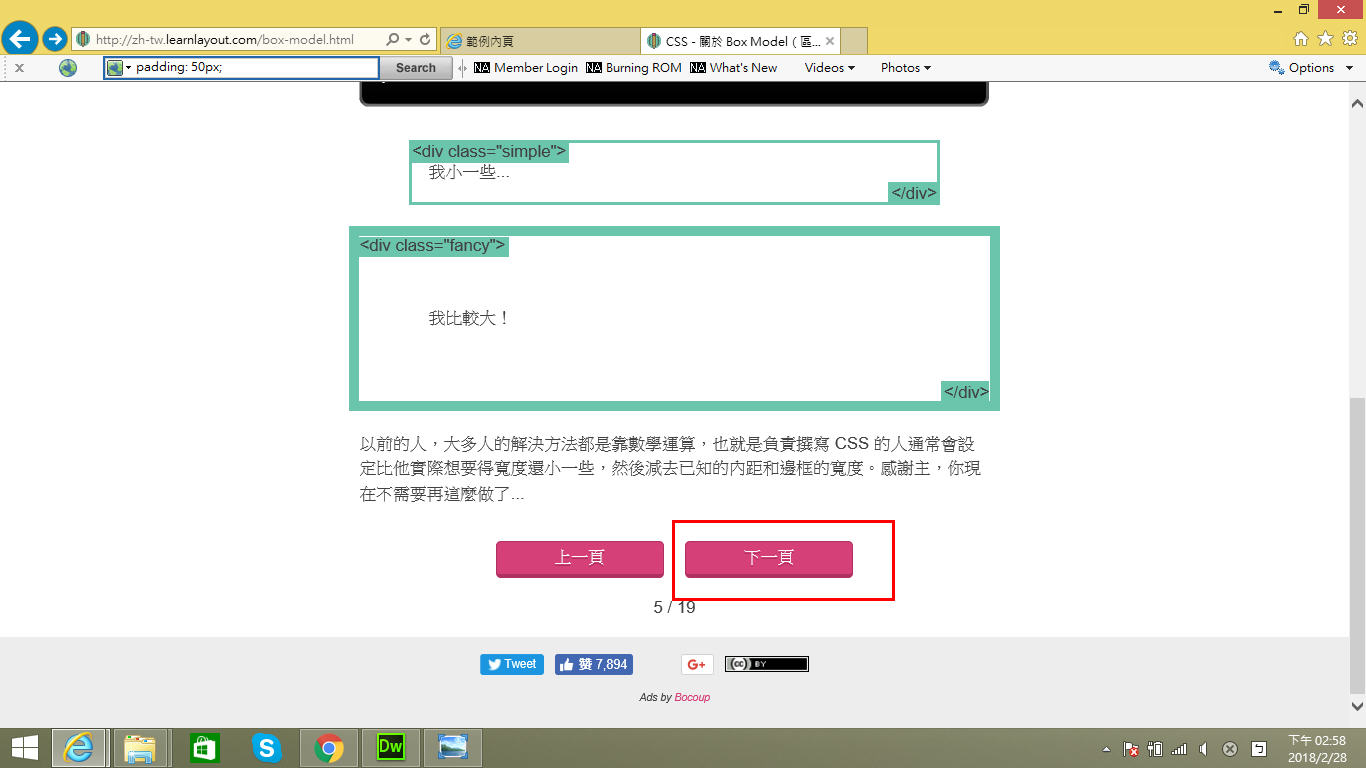 http://zh-tw.learnlayout.com/box-model.html
範例內頁
CSS - 關於 Box Model（區...
padding: 50px;
Search
NA Member Login
NA Burning ROM
NA What's New
Videos
Photos
Options
<div class="simple">
我小一些...
</div>
<div class="fancy">
我比較大！
</div>
以前的人，大多人的解決方法都是靠數學運算，也就是負責撰寫 CSS 的人通常會設
定比他實際想要得寬度還小一些，然後減去已知的內距和邊框的寬度。感謝主，你現
在不需要再這麼做了...
上一頁
下一頁
5 / 19
Tweet
赞 7,894
G+
cc BY
Ads by Bocoup
Dw
下午 02:58
2018/2/28